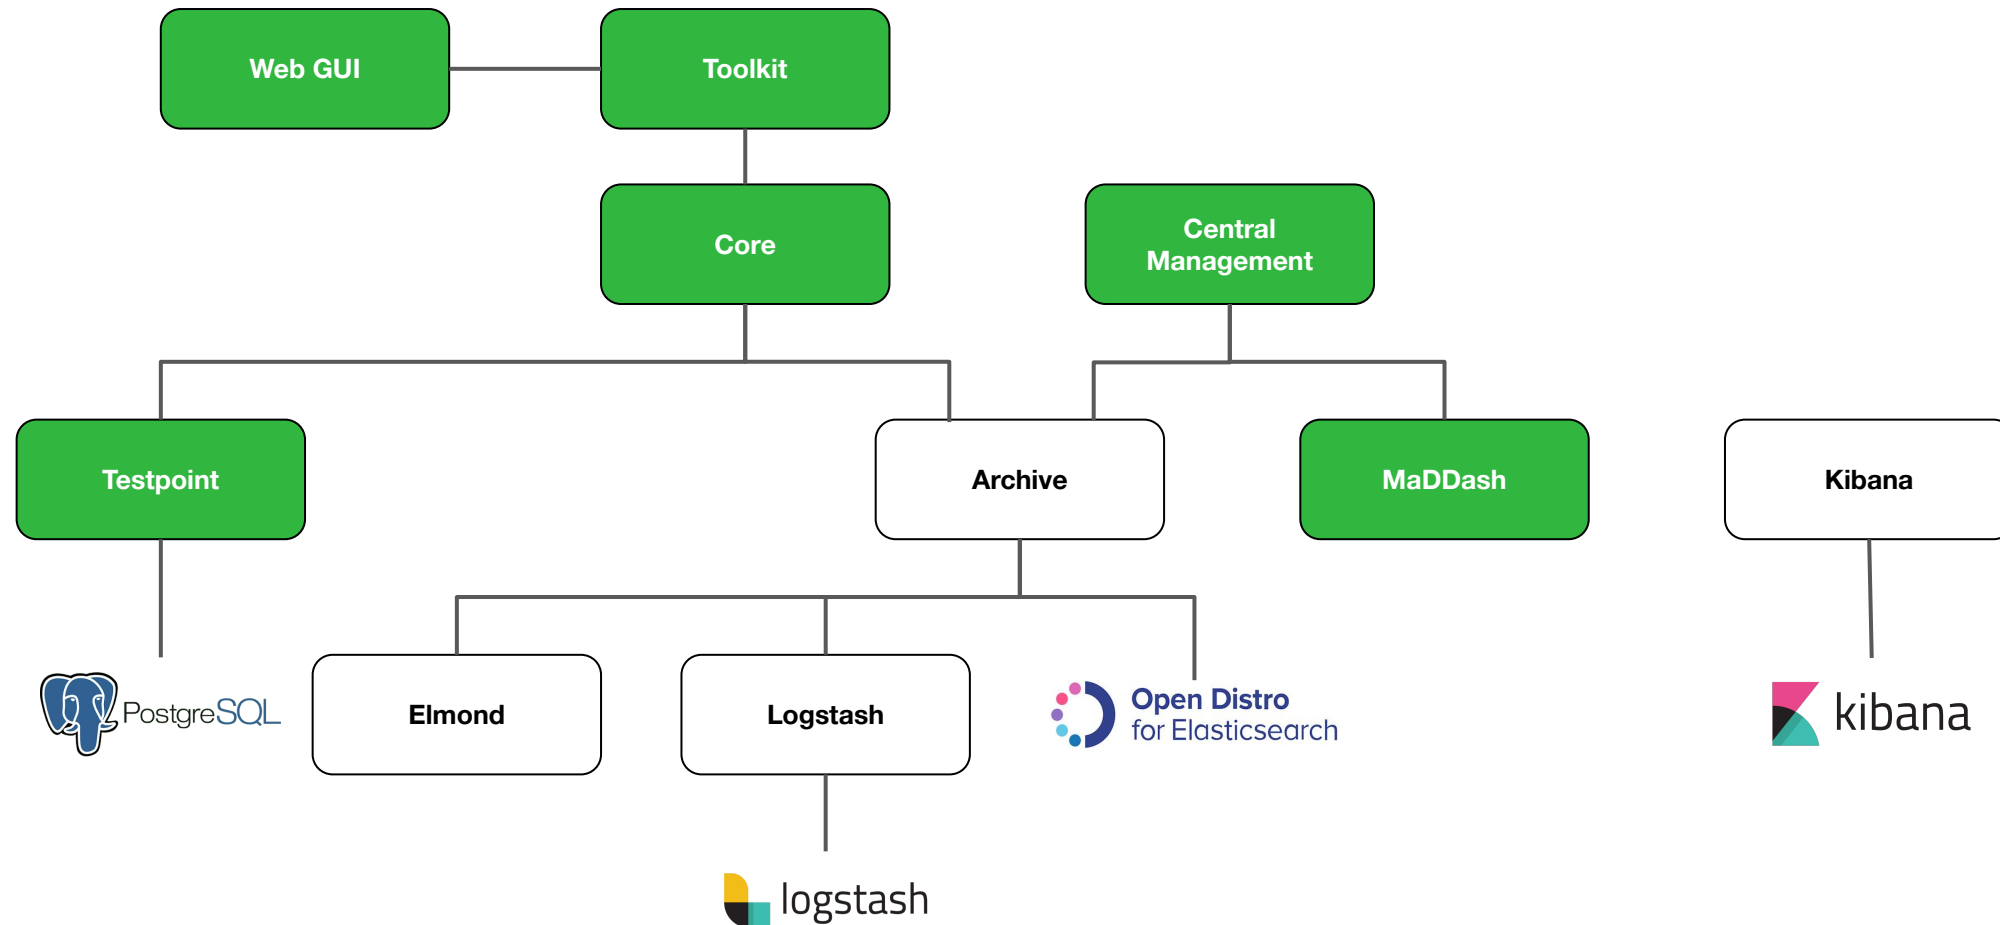 Web GUI
Toolkit
Core
Central
Management
Testpoint
Archive
MaDDash
Kibana
PostgreSQL
Elmond
Logstash
Open Distro
for Elasticsearch
kibana
logstash